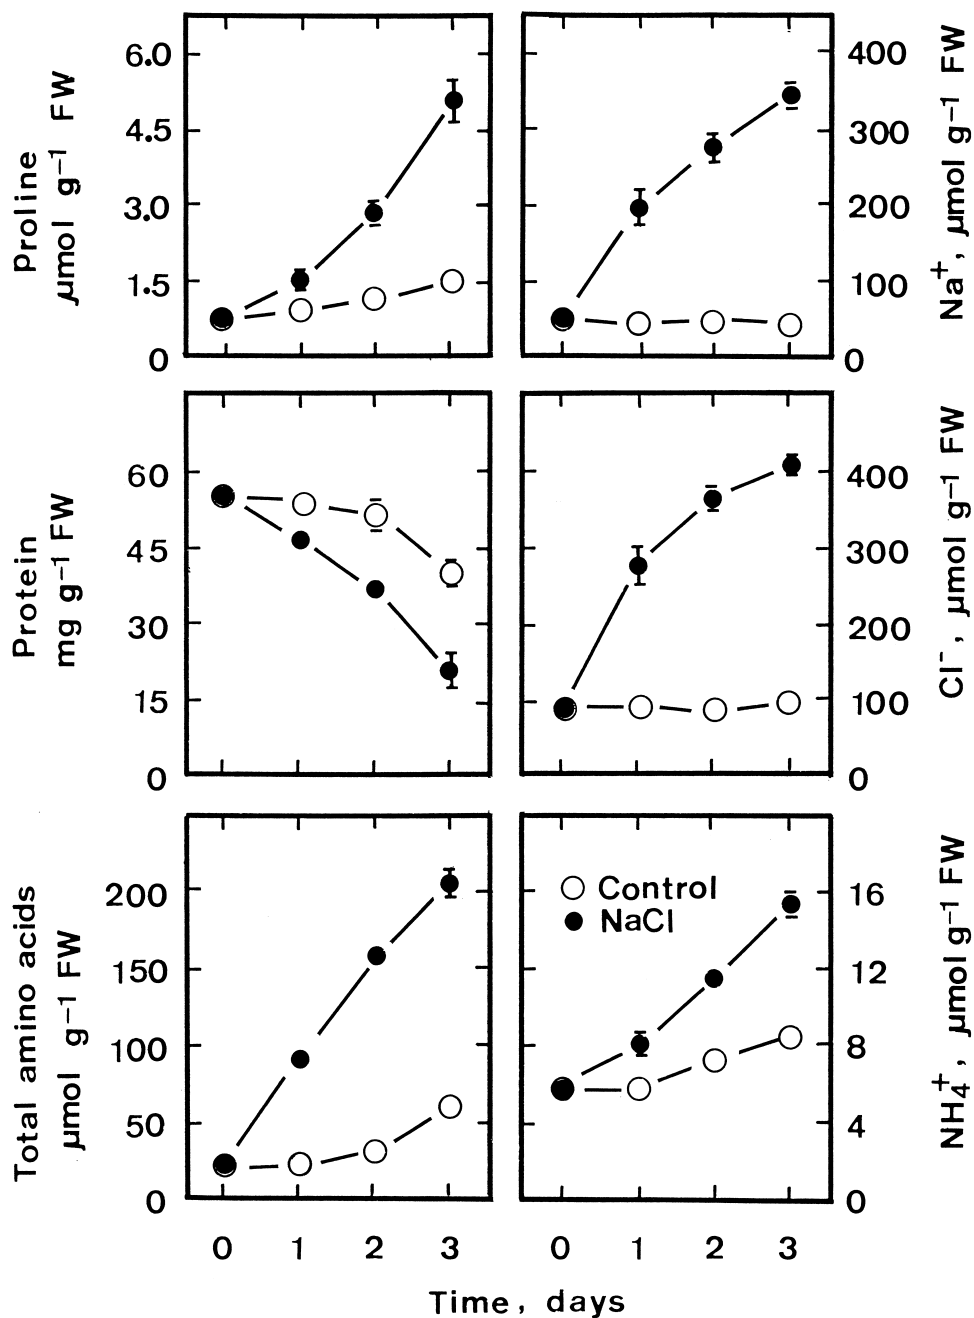 Proline
µmol g⁻¹ FW
6.0
4.5
3.0
1.5
0
400
300
200
100
0
Na⁺, µmol g⁻¹ FW
Protein
mg g⁻¹ FW
60
45
30
15
0
400
300
400
100
0
Cl⁻, µmol g⁻¹ FW
Total amino acids
µmol g⁻¹ FW
200
150
100
50
0
Control
NaCl
16
12
8
4
0
NH₄⁺, µmol g⁻¹ FW
0 1 2 3
0 1 2 3
Time, days